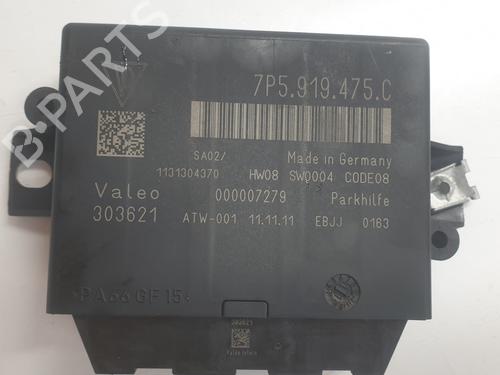 B-PARTS
7P5.919.475.C
SA02/ Made in Germany
1131304370 HW08 SW0004 CODE08
Valeo 000007279 Parkhilfe
303621 ATW-001 11.11.11 EBJJ 0163
PA66 GF15
303621